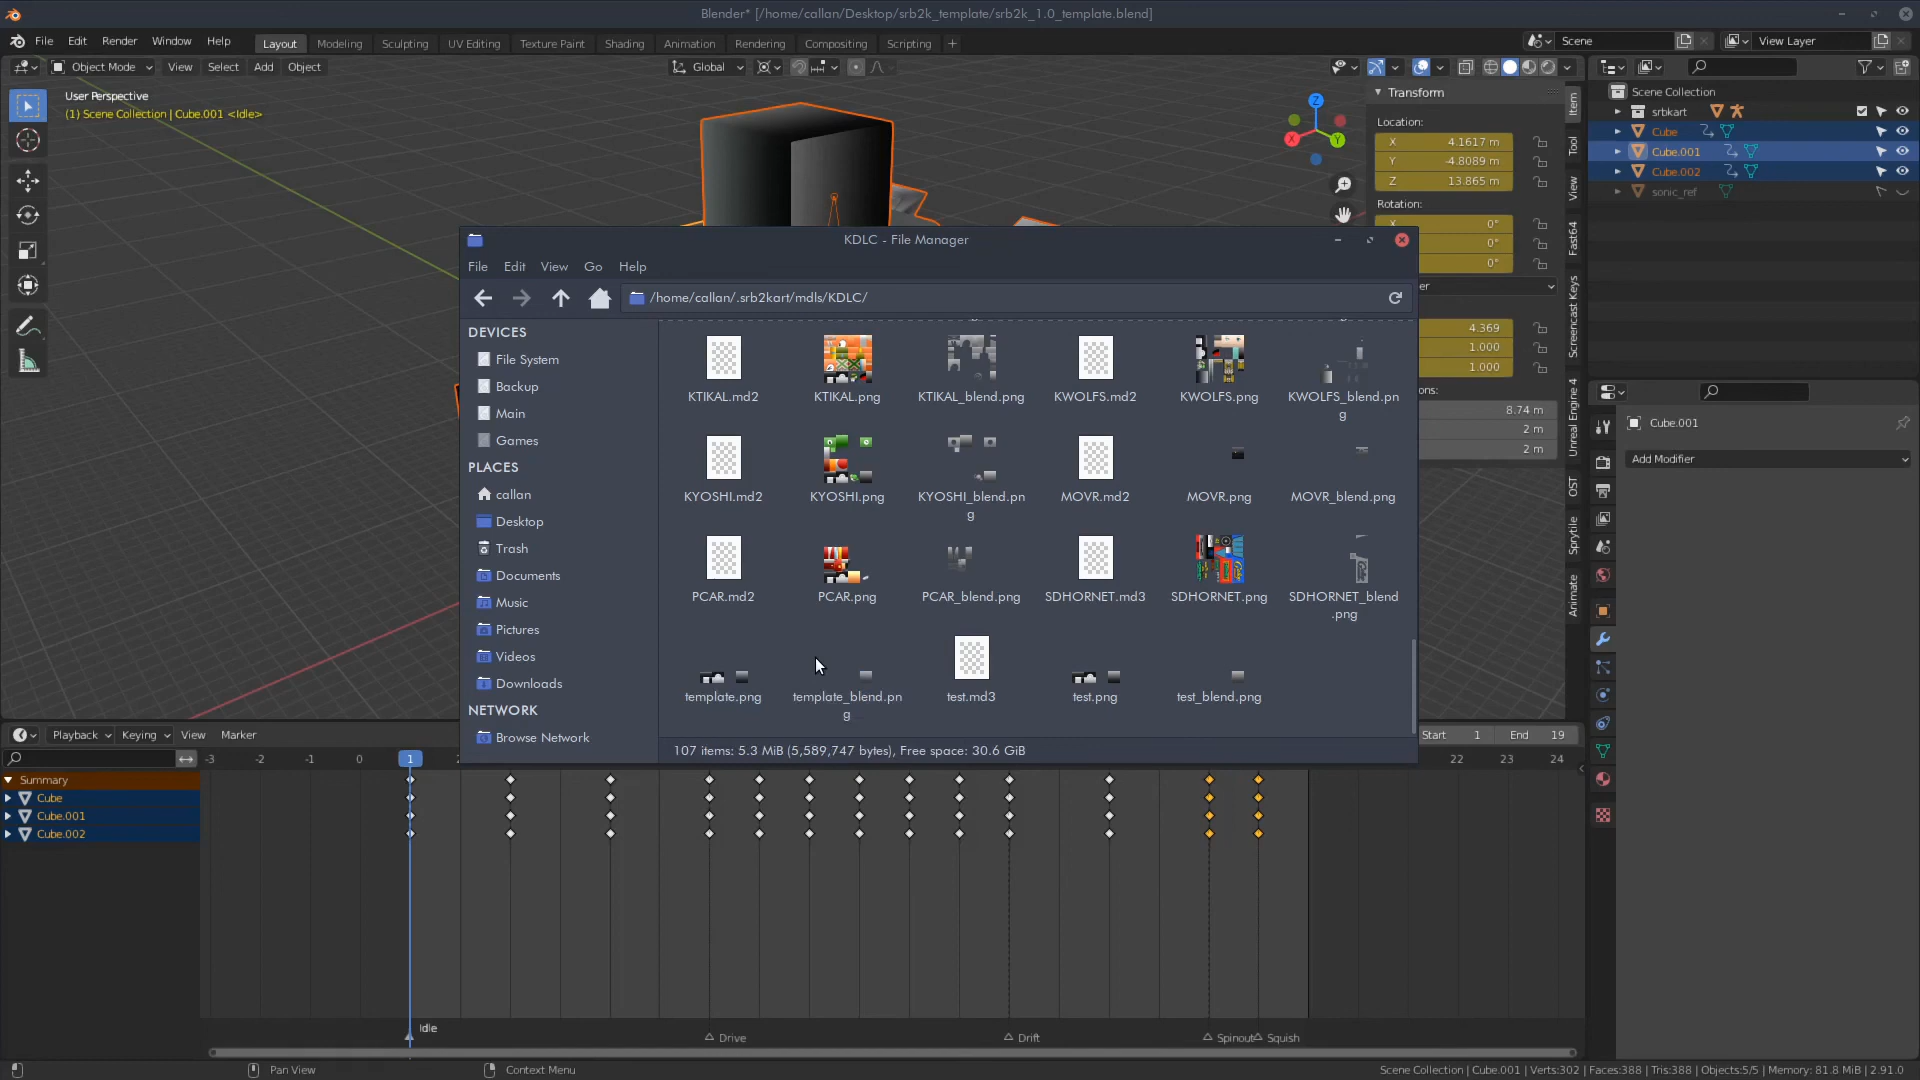 Blender* [/home/callan/Desktop/srb2k_template/srb2k_1.0_template.blend]
File Edit Render Window Help Layout Modeling Sculpting UV Editing Texture Paint Shading Animation Rendering Compositing Scripting + Scene View Layer
Object Mode View Select Add Object Global
User Perspective
(1) Scene Collection | Cube.001 <Idle>
Z
X
Y
Transform
Location:
X 4.1617 m
Y -4.8089 m
Z 13.865 m
Rotation:
X 0°
0°
0°
er
4.369
1.000
1.000
ons:
8.74 m
2 m
2 m
Item
Tool
View
Fast64
Screencast Keys
Unreal Engine 4
OST
Sprytile
Animate
Scene Collection
srbkart
Cube
Cube.001
Cube.002
sonic_ref
Cube.001
Add Modifier
KDLC - File Manager
File Edit View Go Help
/home/callan/.srb2kart/mdls/KDLC/
DEVICES
File System
Backup
Main
Games
PLACES
callan
Desktop
Trash
Documents
Music
Pictures
Videos
Downloads
NETWORK
Browse Network
KTIKAL.md2 KTIKAL.png KTIKAL_blend.png KWOLFS.md2 KWOLFS.png KWOLFS_blend.pn
g
KYOSHI.md2 KYOSHI.png KYOSHI_blend.pn MOVR.md2 MOVR.png MOVR_blend.png
g
PCAR.md2 PCAR.png PCAR_blend.png SDHORNET.md3 SDHORNET.png SDHORNET_blend
.png
template.png template_blend.pn test.md3 test.png test_blend.png
g
107 items: 5.3 MiB (5,589,747 bytes), Free space: 30.6 GiB
Playback Keying View Marker Start 1 End 19
-3 -2 -1 0 1 22 23 24
Summary
Cube
Cube.001
Cube.002
Idle
Drive Drift Spinout Squish
Pan View Context Menu Scene Collection | Cube.001 | Verts:302 | Faces:388 | Tris:388 | Objects:5/5 | Memory: 81.8 MiB | 2.91.0